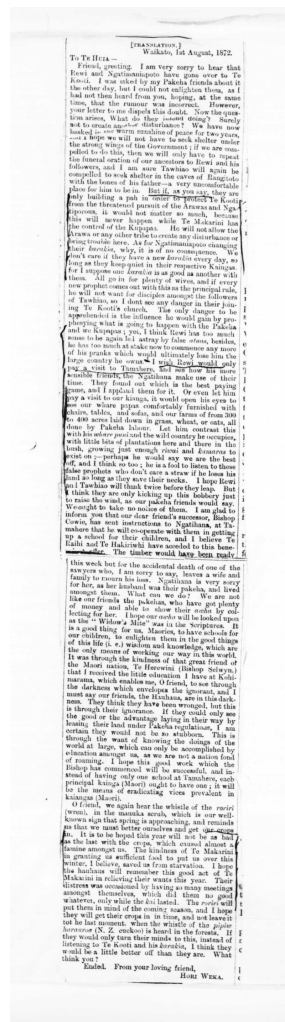 [TRANSLATION.]
Waikato, 1st August, 1872.
To Te Heza—
Friend, greeting. I am very sorry to hear that
Rewi and Ngatimaniapoto have gone over to Te
Kooti. I was asked by my Pakeha friends about it
the other day, but I could not enlighten them, as I
had not then heard from you, hoping, at the same
time, that the rumour was incorrect. However,
your letter to me dispels this doubt. Now the ques-
tion arises, What do they intend doing? Surely
not to create another disturbance? We have now
basked in the warm sunshine of peace for two years,
and I hope we will not have to seek shelter under
the strong wings of the Government; if we are com-
pelled to do this, then we will only have to repeat
the funeral oration of our ancestors to Rewi and his
followers, and I am sure Tawhiao will again be
compelled to seek shelter in the caves of Rangitoto
with the bones of his father—a very uncomfortable
place for him to be in. But if, as you say, they are
only building a pah in order to protect Te Kooti
from the threatened pursuit of the Arawas and Nga-
tiporous, it would not matter so much, because
this will never happen while Te Makarini has
the control of the Kupapas. He will not allow the
Arawa or any other tribe to create any disturbance or
bring trouble here. As for Ngatimaniapoto changing
their karakia, why, it is of no consequence. We
don't care if they have a new karakia every day, so
long as they keep quiet in their respective Kaingas,
for I suppose one karakia is as good as another with
them. All go in for plenty of wives, and if every
new prophet comes out with this as the principal rule,
he will not want for disciples amongst the followers
of Tawhiao, so I dont see any danger in their join-
ing Te Kooti's church. The only danger to be
apprehended is the influence he would gain by pro-
phesying what is going to happen with the Pakeha
and we Kupapas; yes, I think Rewi has too much
sense to be again led astray by false atuas, besides,
he has too much at stake now to commence any more
of his pranks which would ultimately lose him the
large country he owns. I wish Rewi would only
pay a visit to Tamahere, and see how his more
sensible friends, the Ngatihaua make use of their
time. They found out which is the best paying
game, and I applaud them for it. Or even let him
pay a visit to our kianga, it would open his eyes to
see our whare papas comfortably furnished with
chairs, tables, and sofas, and our farms of from 300
to 400 acres laid down in grass, wheat, or oats, all
done by Pakeha labour. Let him contrast this
with his whare poni and the wild country he occupies,
with little bits of plantations here and there in the
bush, growing just enough riwai and kumaras to
exist on;—perhaps he would say we are the best
off, and I think so too; he is a fool to listen to those
false prophets who don't care a straw if he loses his
land so long as they save their necks. I hope Rewi
and Tawhiao will think twice before they leap. But
I think they are only kicking up this bobbery just
to raise the wind, as our pakeha friends would say.
We ought to take no notice of them. I am glad to
inform you that our dear friend's successor, Bishop
Cowie, has sent instructions to Ngatihaua, at Ta-
mahere that he will co-operate with them in getting
up a school for their children, and I believe Te
Raihi and Te Hakiriwhi have acceded to this bene-
The timber would have been ready
this week but for the accidental death of one of the
sawyers who, I am sorry to say, leaves a wife and
family to mourn his loss. Ngatihaua is very sorry
for her, as her husband was their pakeha, and lived
amongst them. What can we do? We are not
like our friends the pakehas, who have got plenty
of money and able to show their aroha by col-
lecting for her. I hope our aroha will be looked upon
as the "Widow's Mite" was in the Scriptures. It
is a good thing for us, Maories, to have schools for
our children, to enlighten them in the good things
of this life (i. e.) wisdom and knowledge, which are
the only means of working our way in this world.
It was through the kindness of that great friend of
the Maori nation, Te Herewini (Bishop Selwyn,)
that I received the little education I have at Kohi-
marama, which enables me, O friend, to see through
the darkness which envelopes the ignorant, and I
must say our friends, the Hauhaus, are in this dark-
ness. They think they have been wronged, but this
is through their ignorance. If they could only see
the good or the advantage laying in their way by
leasing their land under Pakeha regulations, I am
certain they would not be so stubborn. This is
through the want of knowing the doings of the
world at large, which can only be accomplished by
education amongst us, as we are not a nation fond
of roaming. I hope this good work which the
Bishop has commenced will be successful, and in-
stead of having only one school at Tamahere, each
principal kainga (Maori) ought to have one; it will
be the means of eradicating vices prevalent in
kaiangas (Maori).
O friend, we again hear the whistle of the roriri
(wren), in the manuka scrub, which is our well-
known sign that spring is approaching, and reminds
us that we must better ourselves and get our crops
in. It is to be hoped this year will not be as bad
as the last with the crops, which caused almost a
famine amongst us. The kindness of Te Makarini
in granting us sufficient food to put us over this
winter, I believe, saved us from starvation. I hope
the hauhaus will remember this good act of Te
Makarini in relieving their wants this year. Their
distress was occasioned by having so many meetings
amongst themselves, which did them no good
whatever, only while the kai lasted. The roriri will
put them in mind of the coming season, and I hope
they will get their crops in in time, and not leave it
tot he last moment. when the whistle of the pipiw
harauroa (N. Z. cuckoo) is heard in the forests. If
they would only turn their minds to this, instead of
listening to Te Kooti and his karakia, I think they
would be a little better off than they are. What
think you?
Ended. From your loving friend,
HORI WEKA.